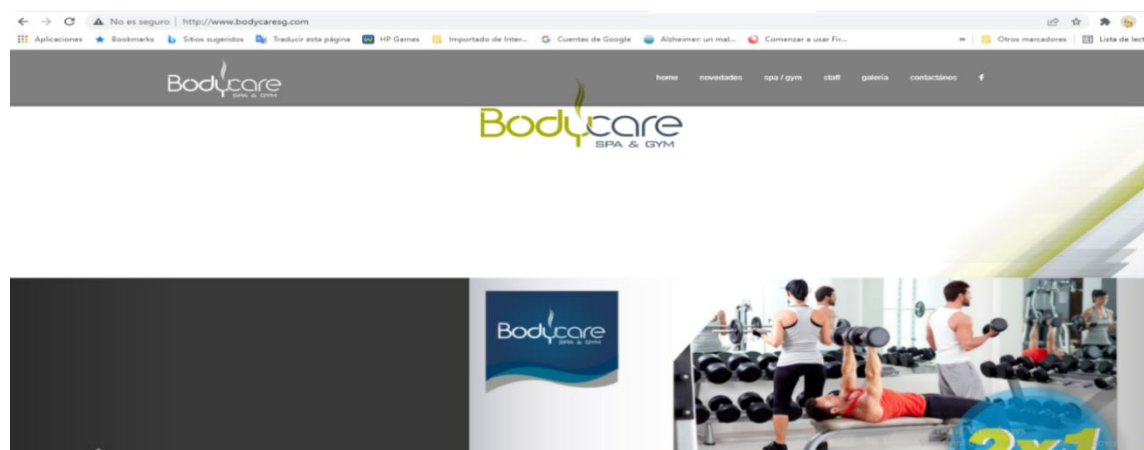 No es seguro | http://www.bodycaresg.com
Aplicaciones Bookmarks Sitios sugeridos Traducir esta página HP Games Importado de Inter... Cuentas de Google Alzheimer: un mal... Comenzar a usar Fir... » Otros marcadores Lista de lect
Bodycare
SPA & GYM
home novedades spa / gym staff galeria contactános f
Bodycare
SPA & GYM
Bodycare
SPA & GYM
2x1